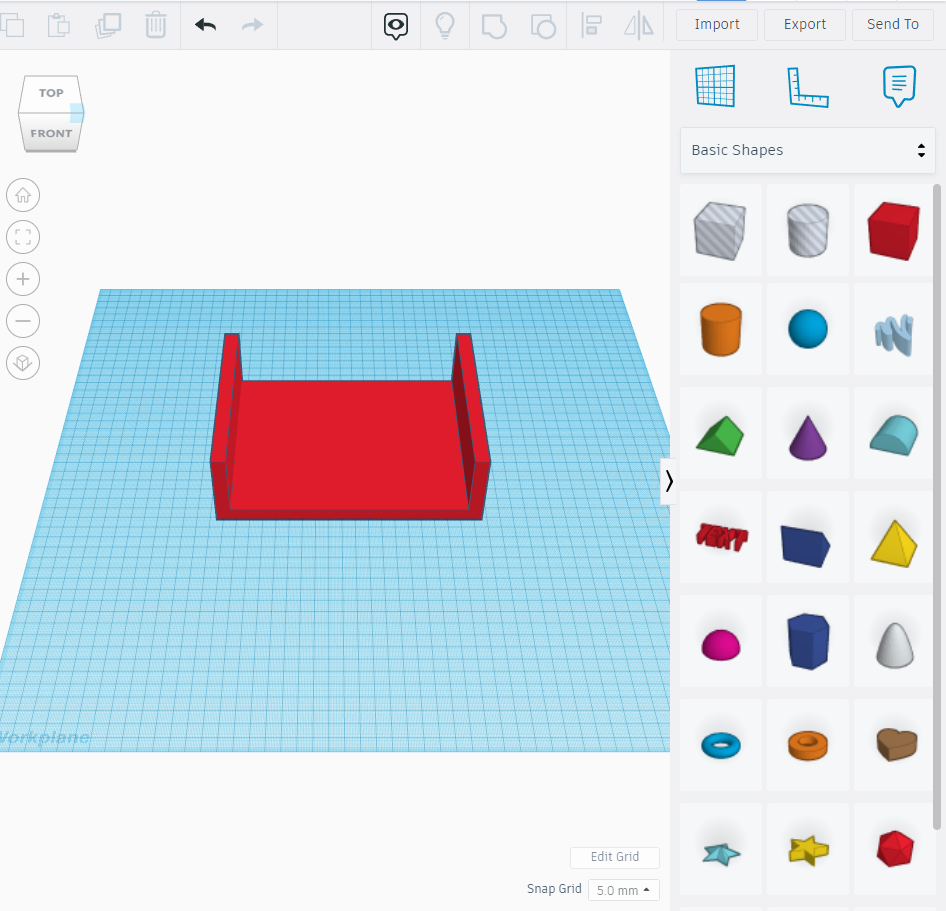 Import
Export
Send To
TOP
FRONT
Basic Shapes
TEXT
Workplane
Edit Grid
Snap Grid
5.0 mm